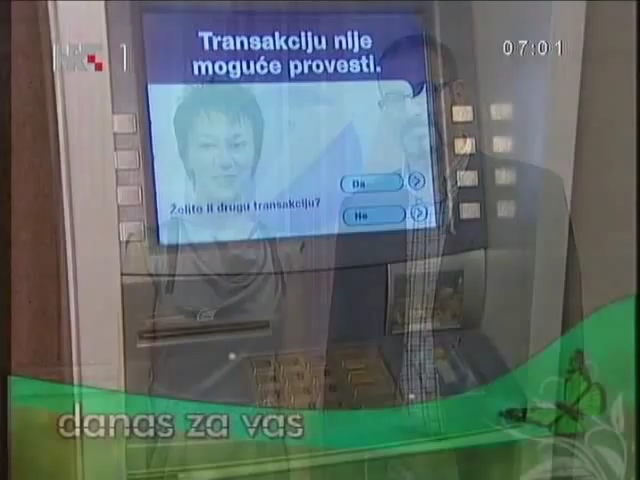 HRT 1
07:01
Transakciju nije
moguće provesti.
Da
Želite li drugu transakciju?
Ne
danas za vas